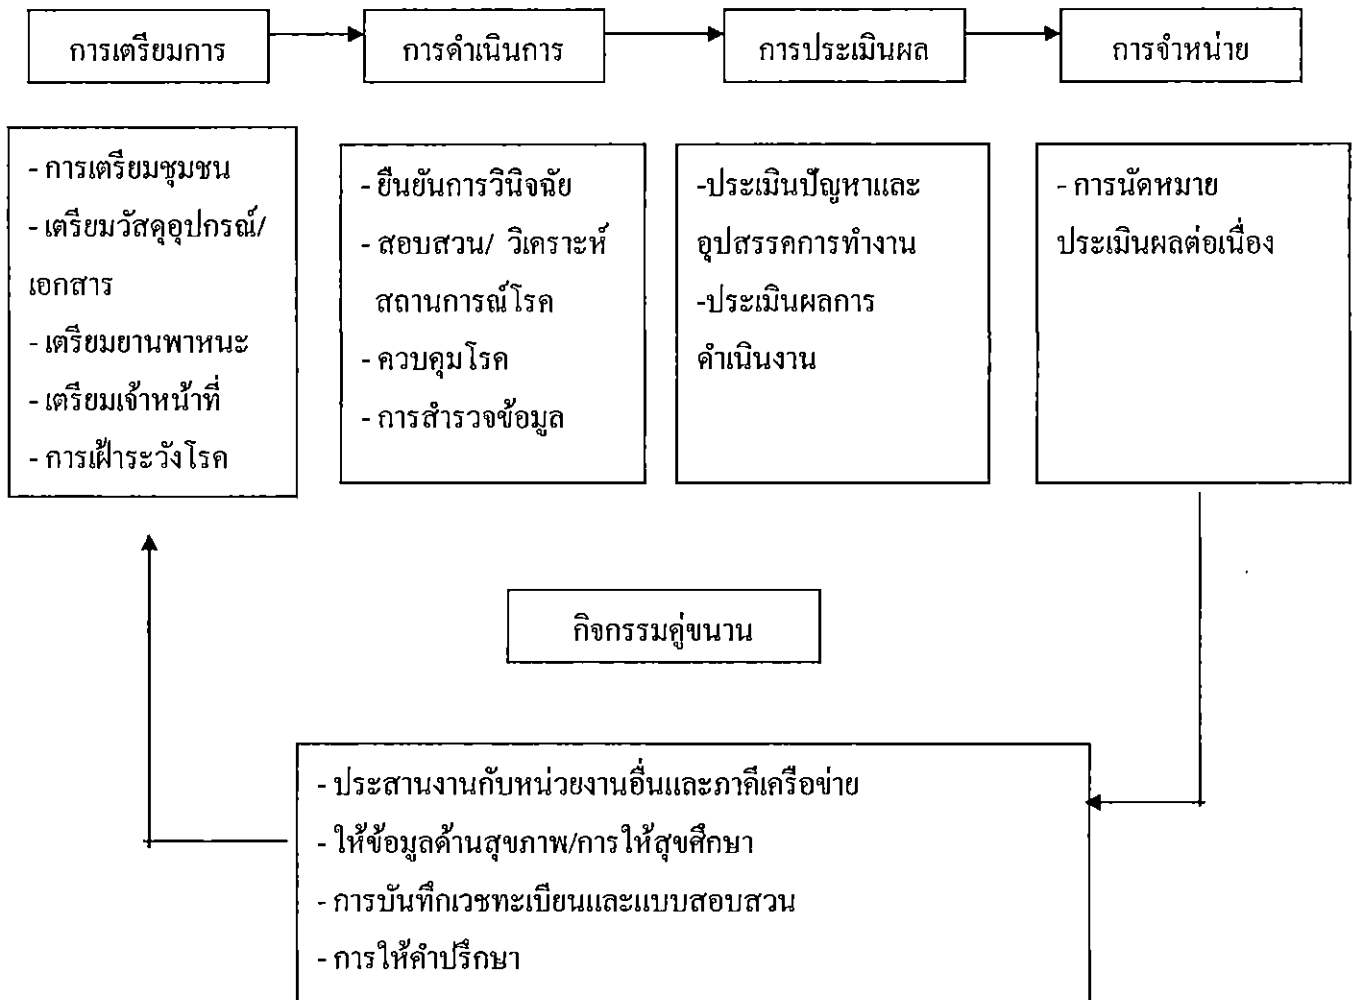 การเตรียมการ
การดำเนินการ
การประเมินผล
การจำหน่าย
- การเตรียมชุมชน
- เตรียมวัสดุอุปกรณ์/
เอกสาร
- เตรียมยานพาหนะ
- เตรียมเจ้าหน้าที่
- การเฝ้าระวังโรค
- ยืนยันการวินิจฉัย
- สอบสวน/ วิเคราะห์
สถานการณ์โรค
- ควบคุมโรค
- การสำรวจข้อมูล
-ประเมินปัญหาและ
อุปสรรคการทำงาน
-ประเมินผลการ
ดำเนินงาน
- การนัดหมาย
ประเมินผลต่อเนื่อง
กิจกรรมคู่ขนาน
- ประสานงานกับหน่วยงานอื่นและภาคีเครือข่าย
- ให้ข้อมูลด้านสุขภาพ/การให้สุขศึกษา
- การบันทึกเวชทะเบียนและแบบสอบสวน
- การให้คำปรึกษา